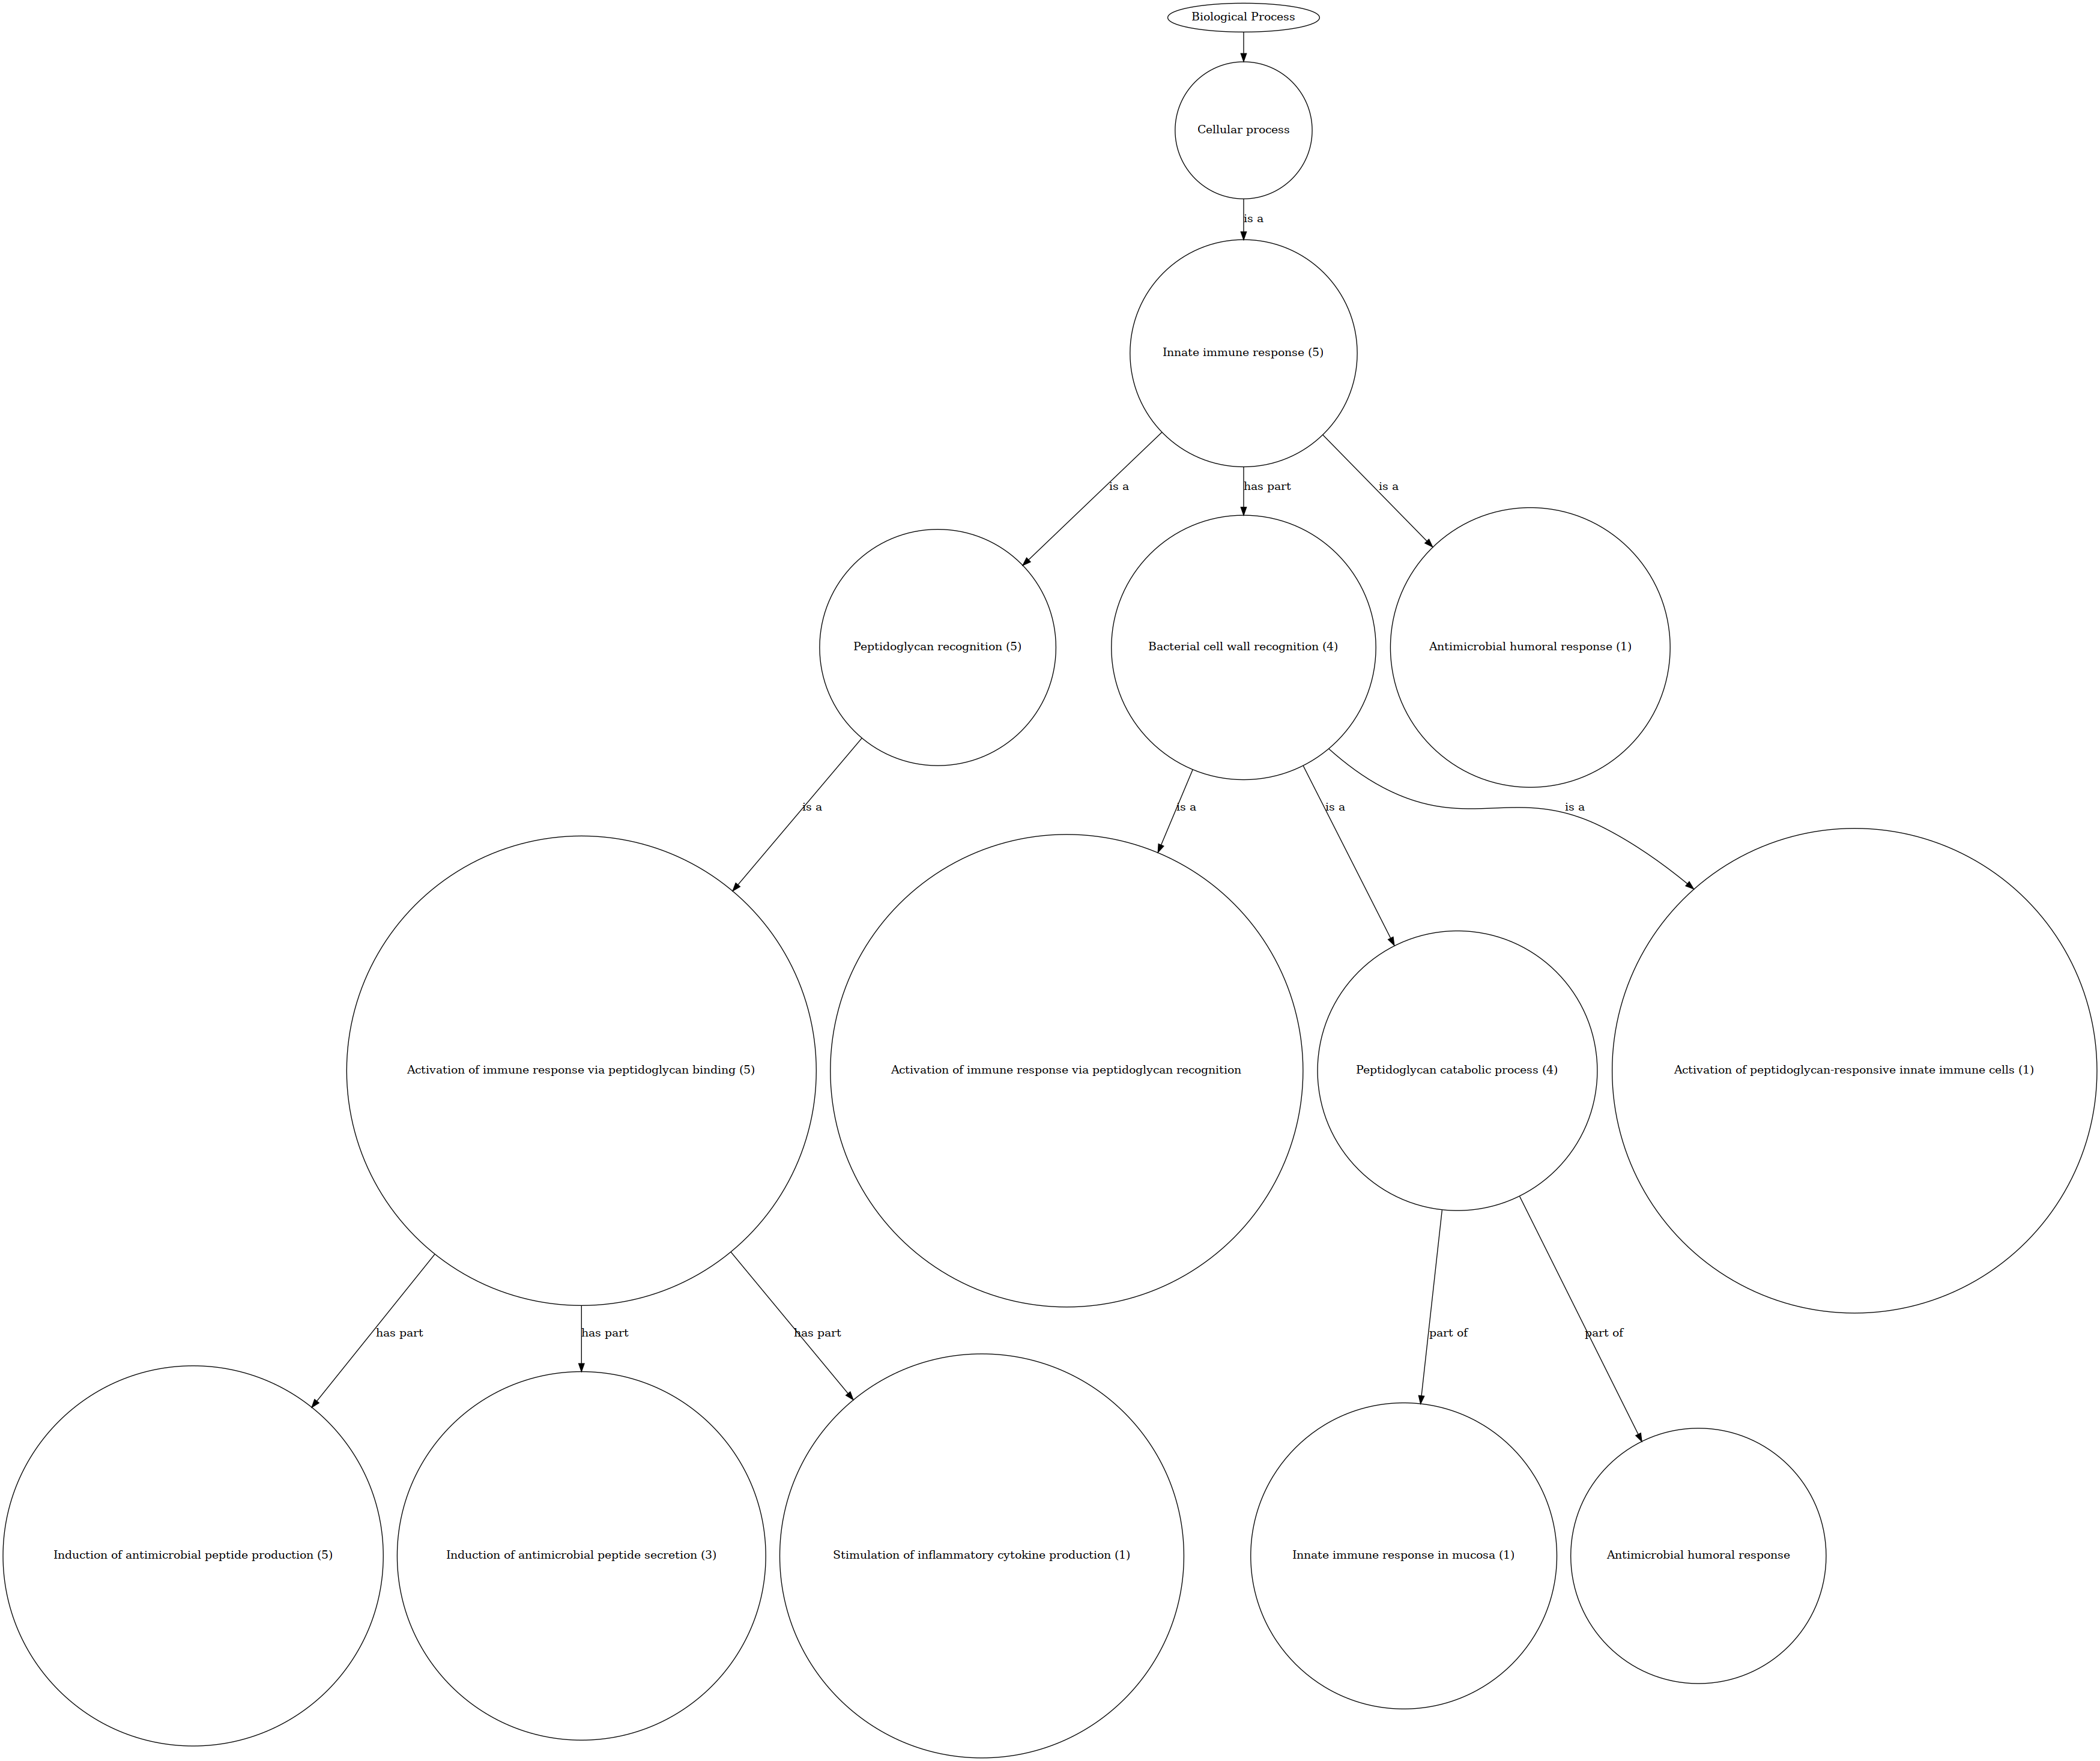 Biological Process
Cellular process
is a
Innate immune response (5)
is a
has part
is a
Peptidoglycan recognition (5)
Bacterial cell wall recognition (4)
Antimicrobial humoral response (1)
is a
is a
is a
is a
Activation of immune response via peptidoglycan binding (5)
Activation of immune response via peptidoglycan recognition
Peptidoglycan catabolic process (4)
Activation of peptidoglycan-responsive innate immune cells (1)
has part
has part
has part
part of
part of
Induction of antimicrobial peptide production (5)
Induction of antimicrobial peptide secretion (3)
Stimulation of inflammatory cytokine production (1)
Innate immune response in mucosa (1)
Antimicrobial humoral response